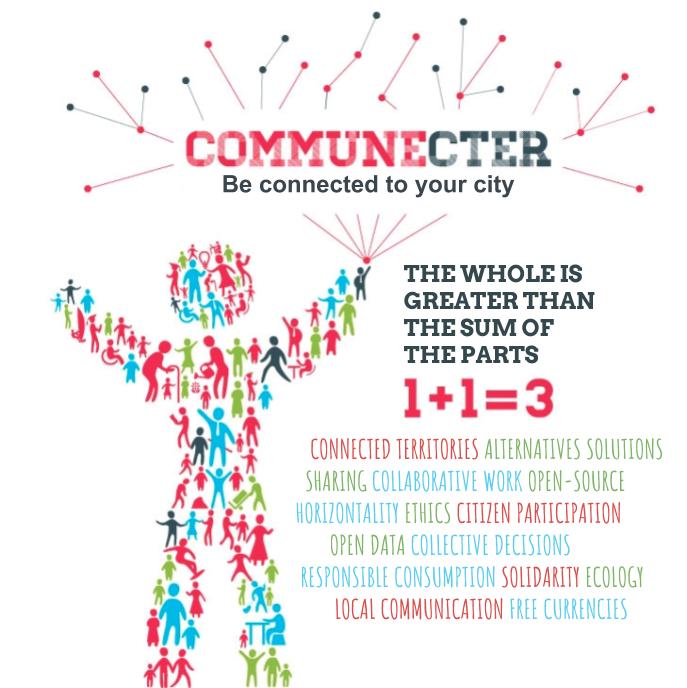 COMMUNECTER
Be connected to your city
THE WHOLE IS
GREATER THAN
THE SUM OF
THE PARTS
1+1=3
CONNECTED TERRITORIES ALTERNATIVES SOLUTIONS
SHARING COLLABORATIVE WORK OPEN-SOURCE
HORIZONTALITY ETHICS CITIZEN PARTICIPATION
OPEN DATA COLLECTIVE DECISIONS
RESPONSIBLE CONSUMPTION SOLIDARITY ECOLOGY
LOCAL COMMUNICATION FREE CURRENCIES